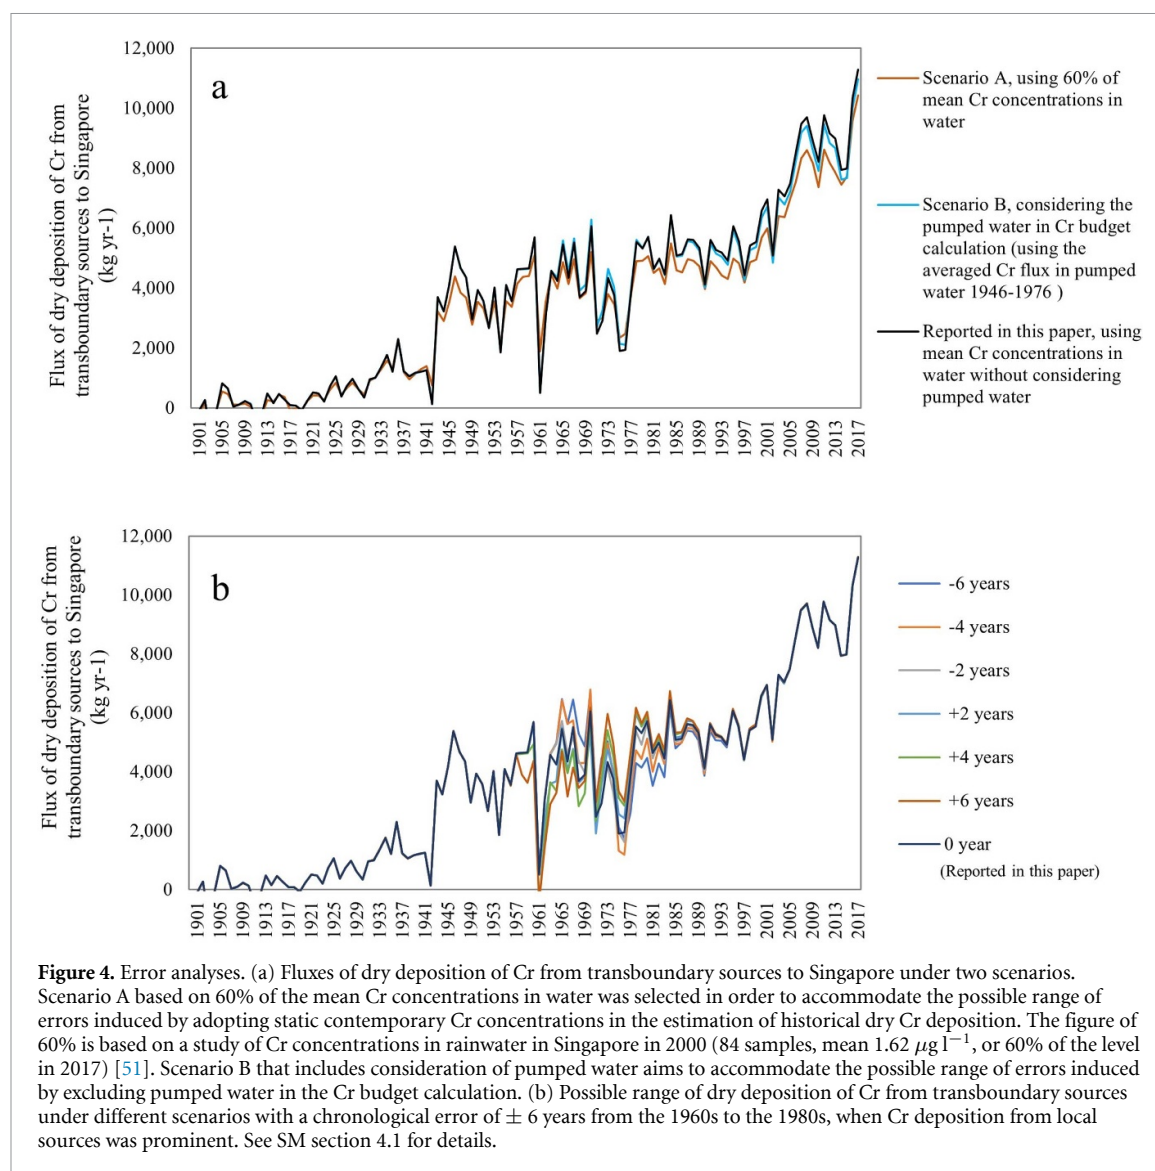 12,000
10,000
8,000
6,000
4,000
2,000
0
Flux of dry deposition of Cr from
transboundary sources to Singapore
(kg yr-1)
a
1901 1905 1909 1913 1917 1921 1925 1929 1933 1937 1941 1945 1949 1953 1957 1961 1965 1969 1973 1977 1981 1985 1989 1993 1997 2001 2005 2009 2013 2017
Scenario A, using 60% of
mean Cr concentrations in
water
Scenario B, considering the
pumped water in Cr budget
calculation (using the
averaged Cr flux in pumped
water 1946-1976 )
Reported in this paper, using
mean Cr concentrations in
water without considering
pumped water
12,000
10,000
8,000
6,000
4,000
2,000
0
Flux of dry deposition of Cr from
transboundary sources to Singapore
(kg yr-1)
b
1901 1905 1909 1913 1917 1921 1925 1929 1933 1937 1941 1945 1949 1953 1957 1961 1965 1969 1973 1977 1981 1985 1989 1993 1997 2001 2005 2009 2013 2017
-6 years
-4 years
-2 years
+2 years
+4 years
+6 years
0 year
(Reported in this paper)
Figure 4. Error analyses. (a) Fluxes of dry deposition of Cr from transboundary sources to Singapore under two scenarios.
Scenario A based on 60% of the mean Cr concentrations in water was selected in order to accommodate the possible range of
errors induced by adopting static contemporary Cr concentrations in the estimation of historical dry Cr deposition. The figure of
60% is based on a study of Cr concentrations in rainwater in Singapore in 2000 (84 samples, mean 1.62 μg l⁻¹, or 60% of the level
in 2017) [51]. Scenario B that includes consideration of pumped water aims to accommodate the possible range of errors induced
by excluding pumped water in the Cr budget calculation. (b) Possible range of dry deposition of Cr from transboundary sources
under different scenarios with a chronological error of ± 6 years from the 1960s to the 1980s, when Cr deposition from local
sources was prominent. See SM section 4.1 for details.